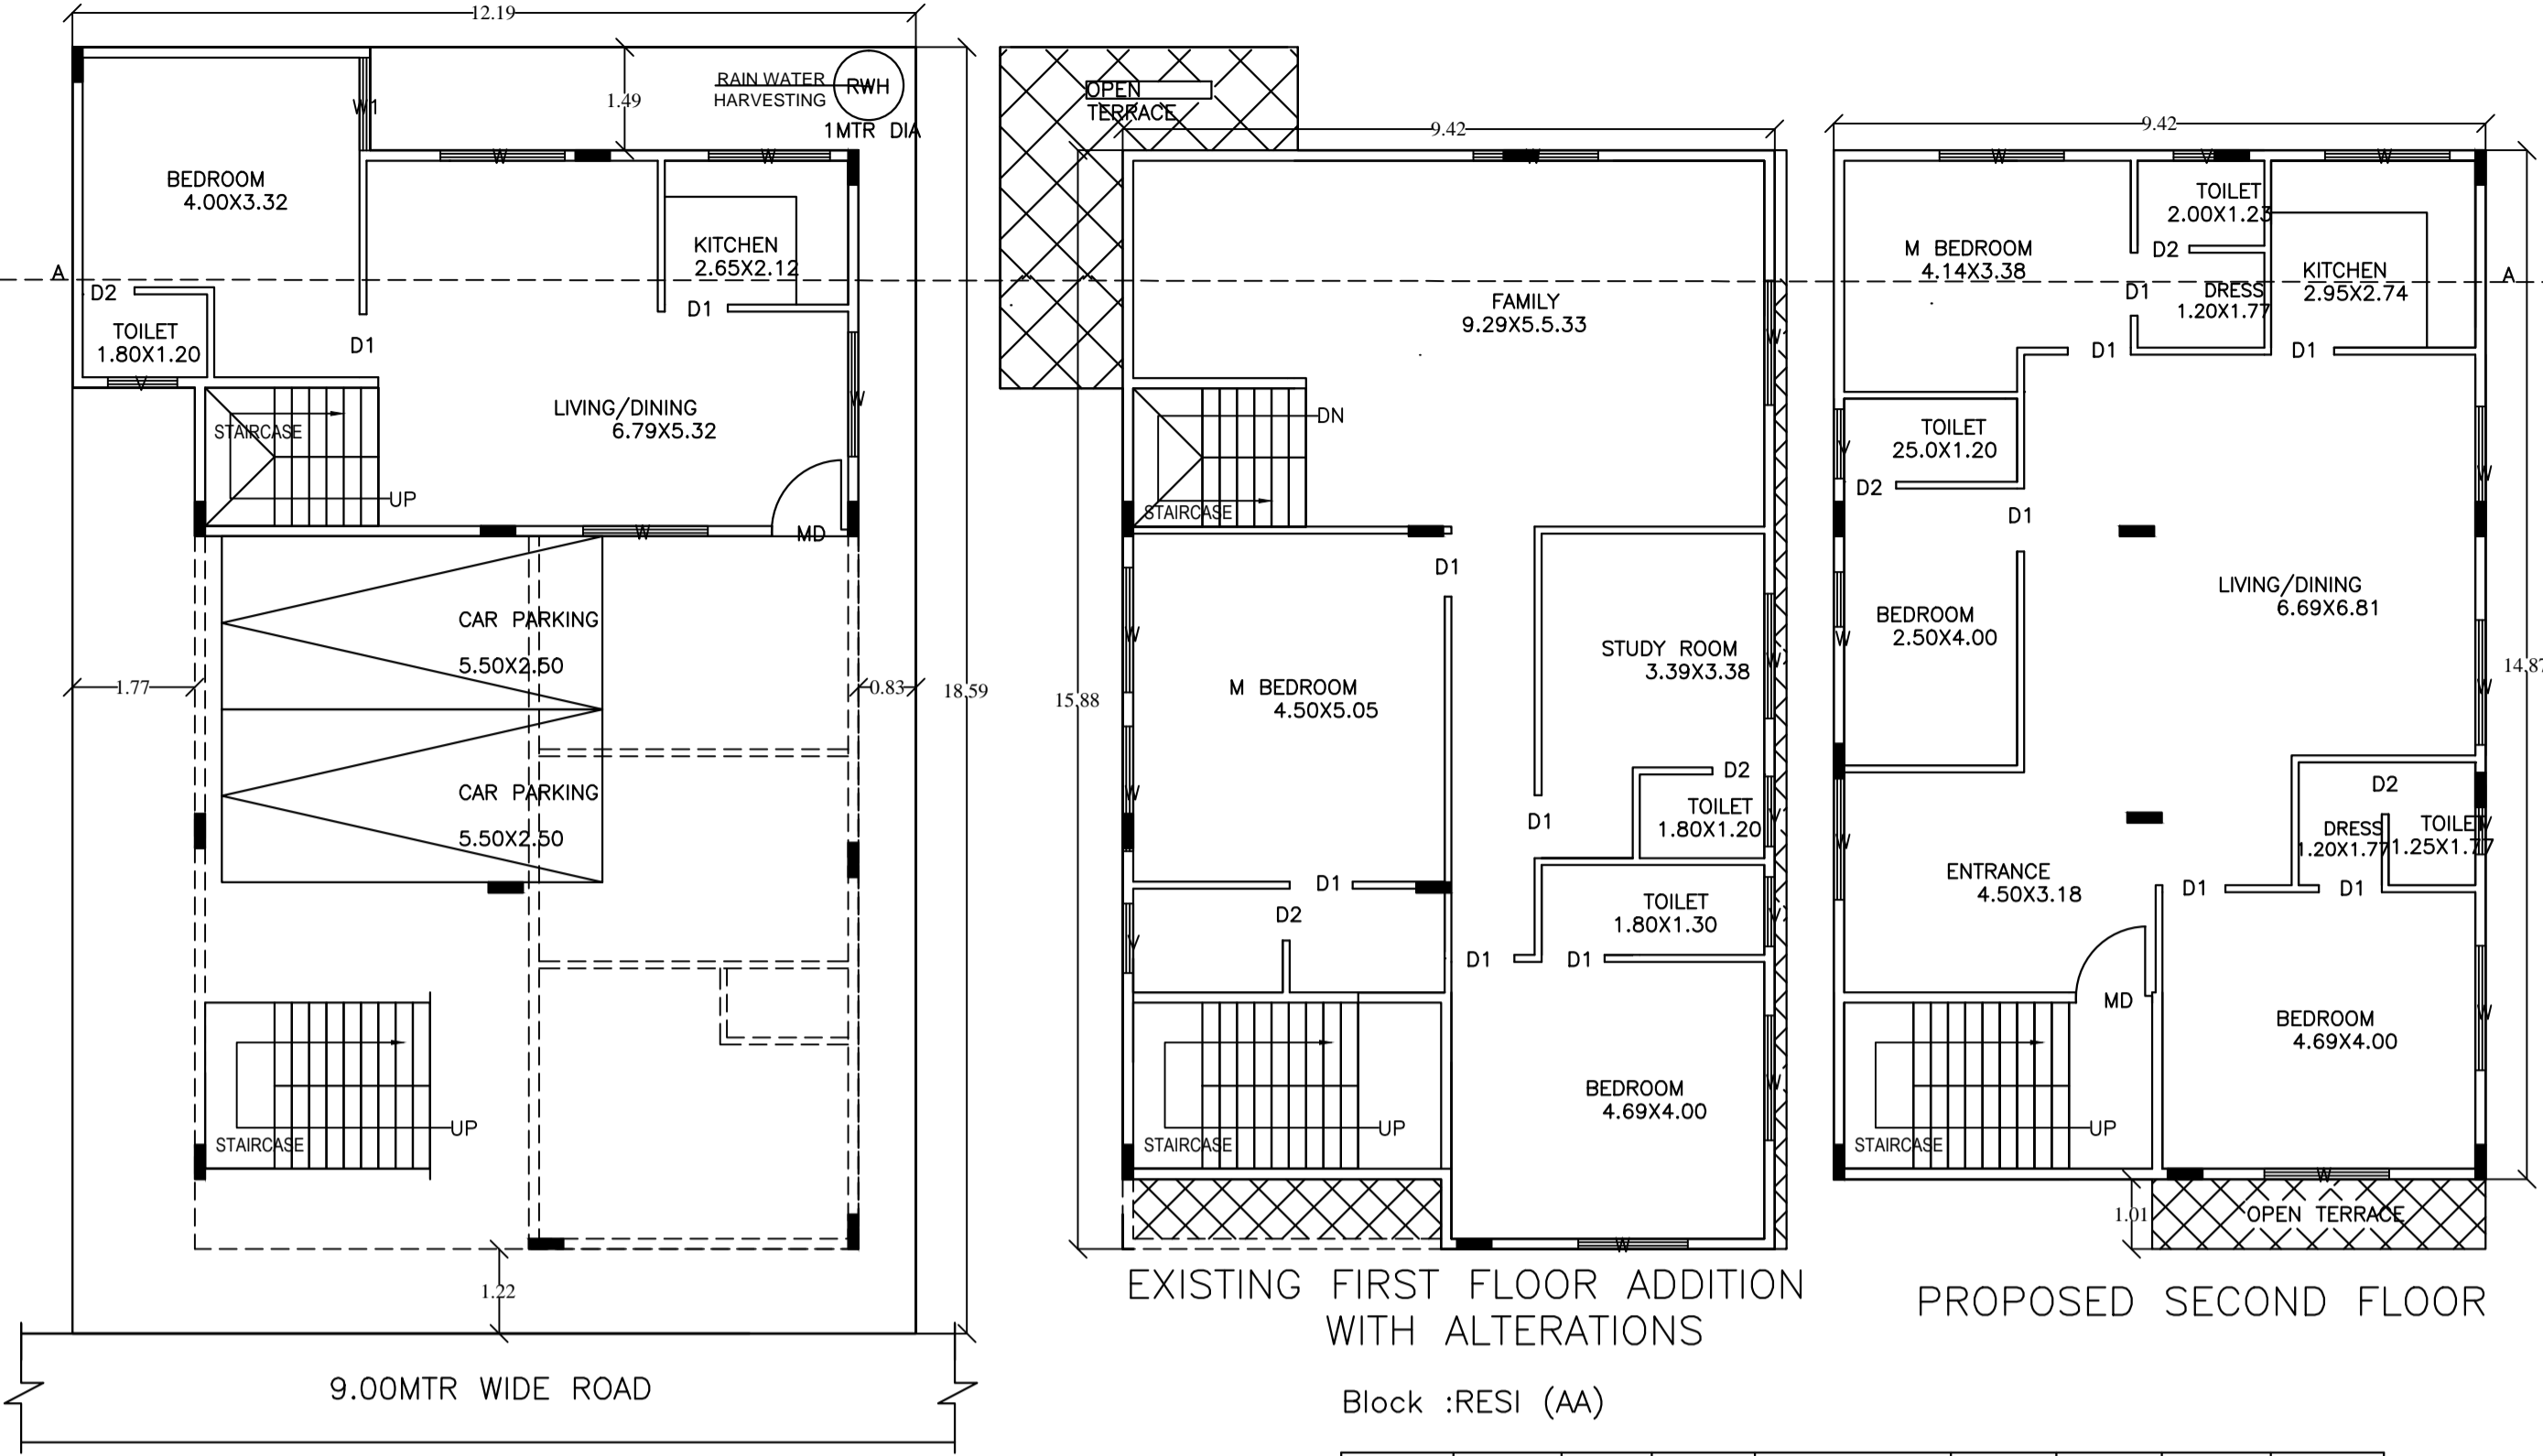 12.19
RAIN WATER
HARVESTING
RWH
1MTR DIA
1.49
W1
W
W
BEDROOM
4.00X3.32
KITCHEN
2.65X2.12
A
D2
D1
TOILET
1.80X1.20
D1
V
W
LIVING/DINING
6.79X5.32
STAIRCASE
UP
W
MD
CAR PARKING
5.50X2.50
1.77
0.83
18.59
CAR PARKING
5.50X2.50
UP
STAIRCASE
1.22
9.00MTR WIDE ROAD
OPEN
TERRACE
9.42
W
FAMILY
9.29X5.5.33
W
DN
STAIRCASE
D1
W
STUDY ROOM
3.39X3.38
W
M BEDROOM
4.50X5.05
15.88
D2
W
TOILET
1.80X1.20
V
D1
D1
D2
TOILET
1.80X1.30
V
V
D1
D1
W
BEDROOM
4.69X4.00
UP
STAIRCASE
W
EXISTING FIRST FLOOR ADDITION
WITH ALTERATIONS
Block :RESI (AA)
9.42
W
V
W
TOILET
2.00X1.23
M BEDROOM
4.14X3.38
D2
KITCHEN
2.95X2.74
A
D1
DRESS
1.20X1.77
D1
D1
TOILET
25.0X1.20
V
W
D2
D1
LIVING/DINING
6.69X6.81
BEDROOM
2.50X4.00
W
14.87
W
D2
DRESS
1.20X1.77
TOILET
1.25X1.77
V
W
ENTRANCE
4.50X3.18
D1
D1
MD
W
BEDROOM
4.69X4.00
UP
STAIRCASE
W
1.01
OPEN TERRACE
PROPOSED SECOND FLOOR